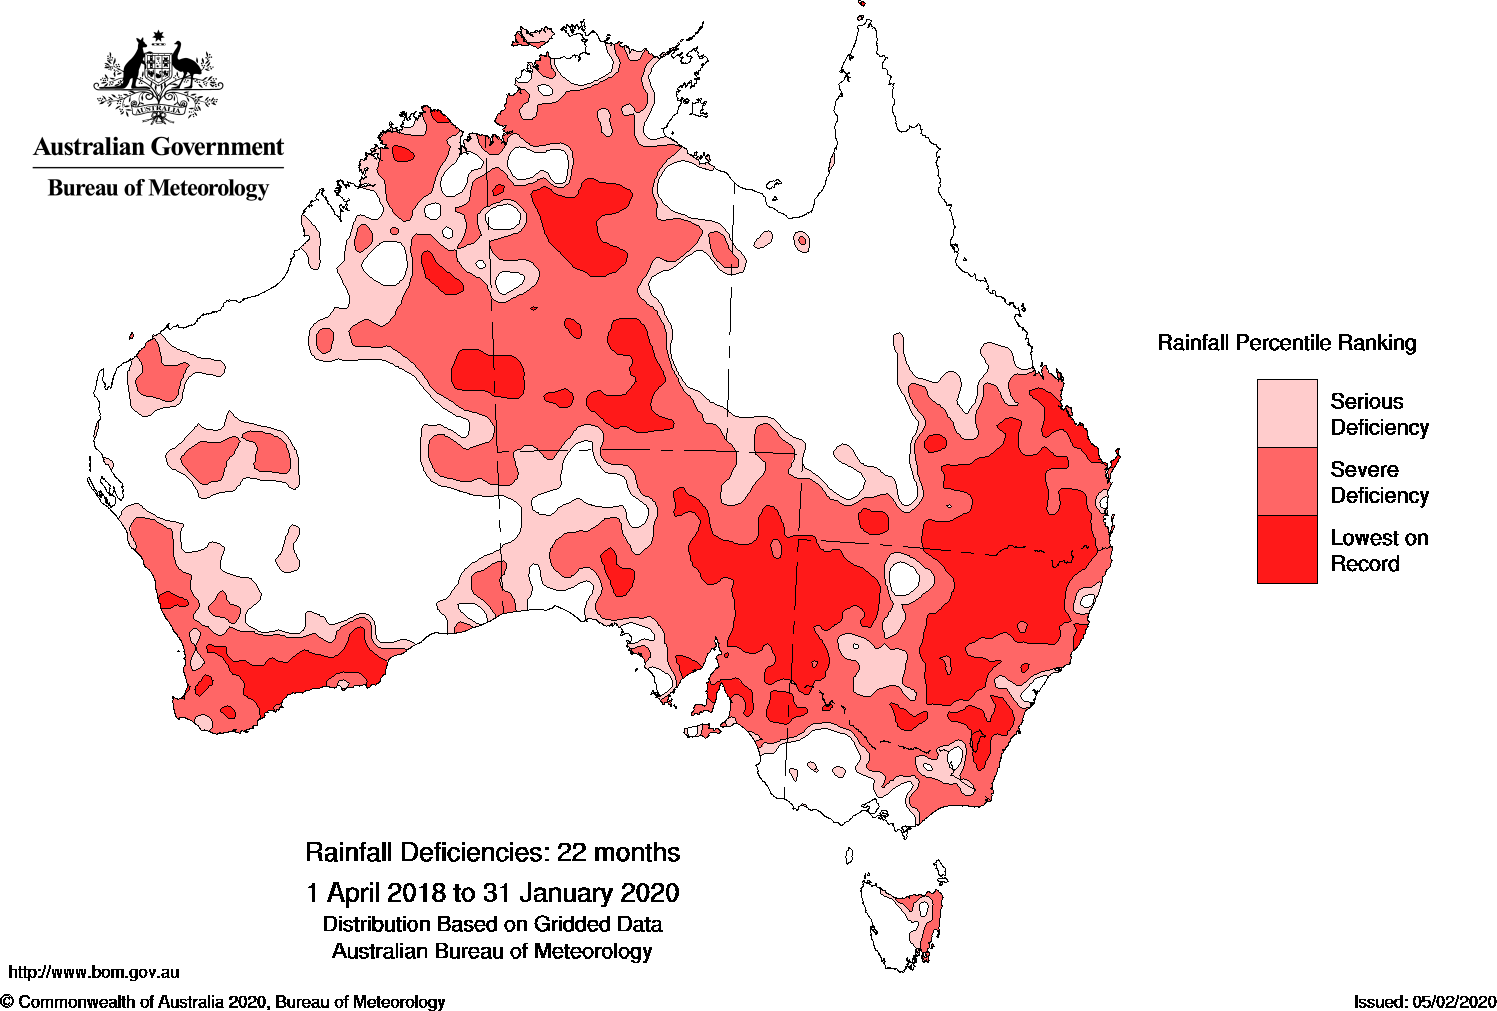 AUSTRALIA
Australian Government
Bureau of Meteorology
Rainfall Percentile Ranking
Serious
Deficiency
Severe
Deficiency
Lowest on
Record
Rainfall Deficiencies: 22 months
1 April 2018 to 31 January 2020
Distribution Based on Gridded Data
Australian Bureau of Meteorology
http://www.bom.gov.au
© Commonwealth of Australia 2020, Bureau of Meteorology
Issued: 05/02/2020